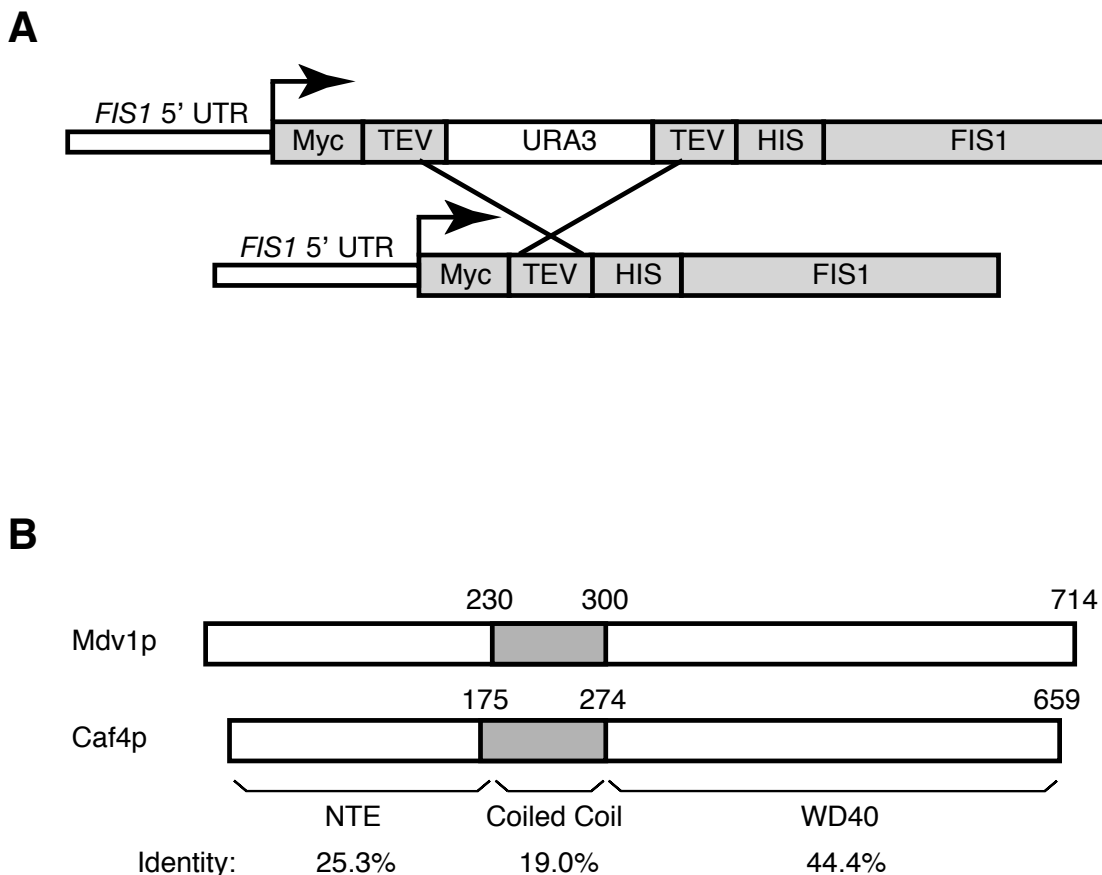 A
FIS1 5’ UTR
Myc TEV URA3 TEV HIS FIS1
FIS1 5’ UTR
Myc TEV HIS FIS1
B
230 300 714
Mdv1p
175 274 659
Caf4p
NTE Coiled Coil WD40
Identity: 25.3% 19.0% 44.4%